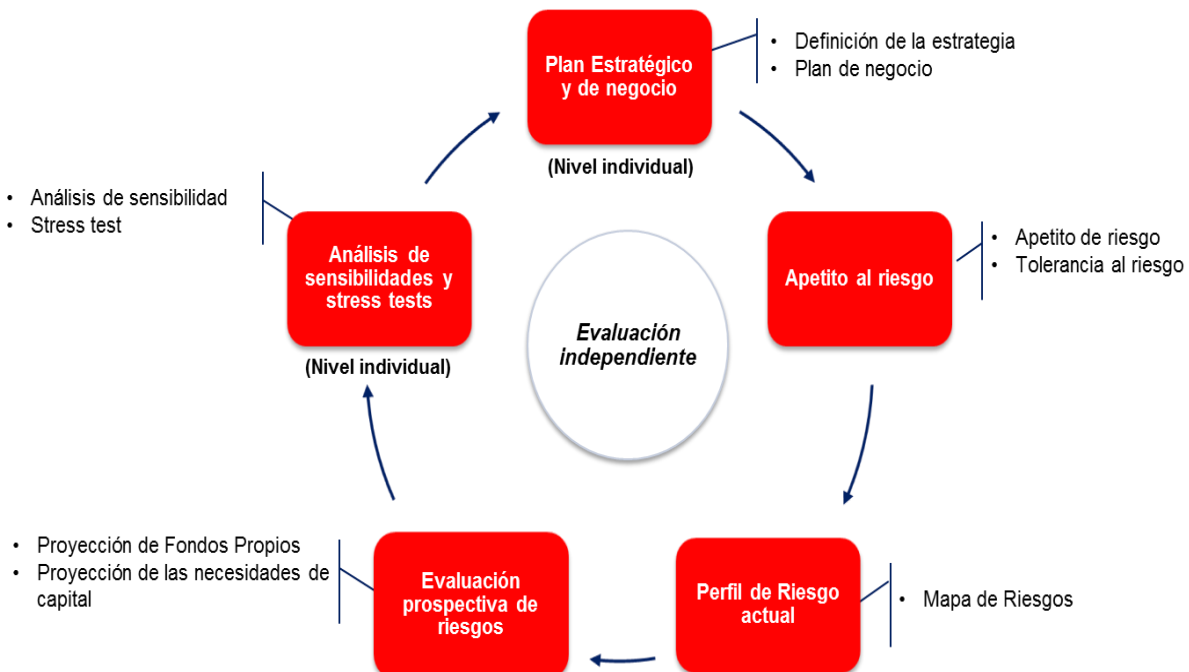 Plan Estratégico
y de negocio
(Nivel individual)
• Definición de la estrategia
• Plan de negocio
Apetito al riesgo
• Apetito de riesgo
• Tolerancia al riesgo
Perfil de Riesgo
actual
• Mapa de Riesgos
Evaluación
prospectiva de
riesgos
• Proyección de Fondos Propios
• Proyección de las necesidades de
capital
Análisis de
sensibilidades y
stress tests
(Nivel individual)
• Análisis de sensibilidad
• Stress test
Evaluación
independiente